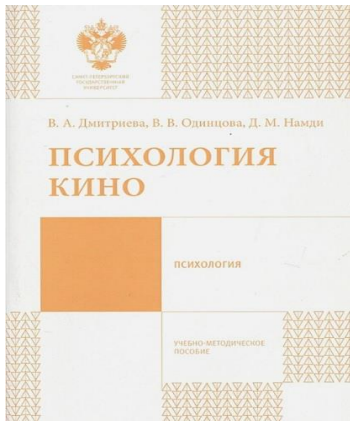 САНКТ-ПЕТЕРБУРГСКИЙ
ГОСУДАРСТВЕННЫЙ
УНИВЕРСИТЕТ
В. А. Дмитриева, В. В. Одинцова, Д. М. Намди
ПСИХОЛОГИЯ
КИНО
ПСИХОЛОГИЯ
УЧЕБНО-МЕТОДИЧЕСКОЕ
ПОСОБИЕ